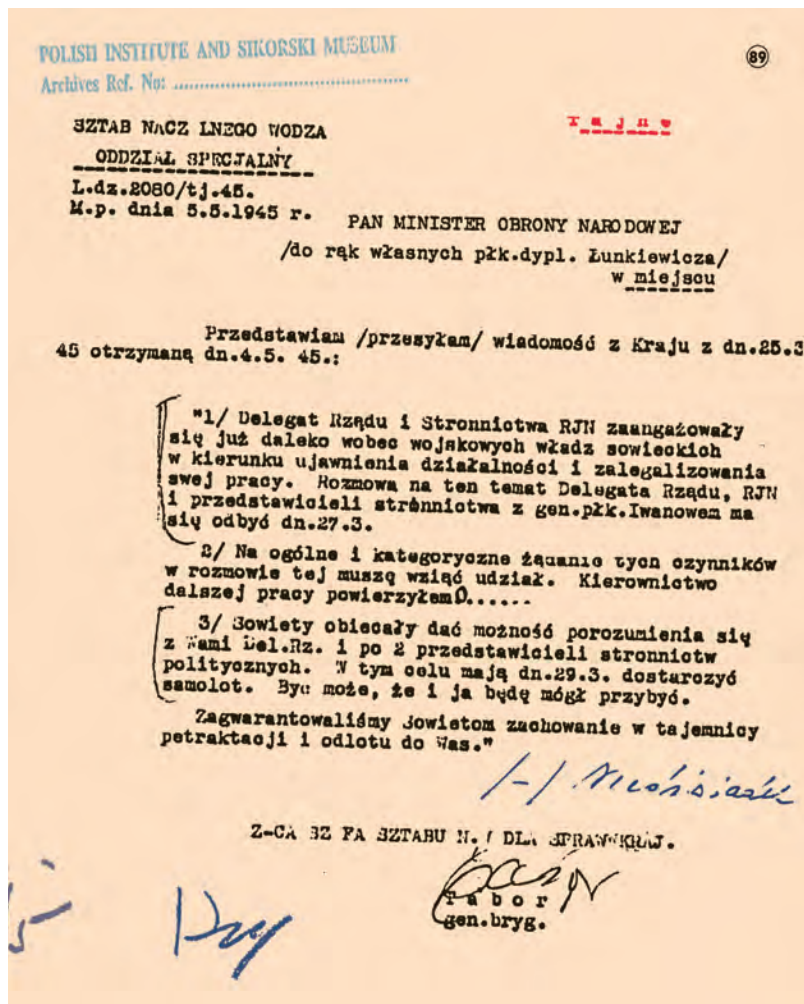 POLISH INSTITUTE AND SIKORSKI MUSEUM
Archives Ref. No: ..............................................
89
SZTAB NACZ LNEGO WODZA
Tajne
ODDZIAŁ SPECJALNY
L.dz.2080/tj.45.
M.p. dnia 5.5.1945 r.
PAN MINISTER OBRONY NARODOWEJ
/do rąk własnych płk.dypl. Łunkiewicza/
w miejscu
Przedstawiam /przesyłam/ wiadomość z Kraju z dn.25.3
45 otrzymaną dn.4.5. 45.:
"1/ Delegat Rządu i Stronnictwa RJN zaangażowały
się już daleko wobec wojskowych władz sowieckich
w kierunku ujawnienia działalności i zalegalizowania
swej pracy. Rozmowa na ten temat Delegata Rządu, RJN
i przedstawicieli strónnictwa z gen.płk.Iwanowem ma
się odbyć dn.27.3.
2/ Na ogólne i kategoryczne żądanie tych czynników
w rozmowie tej muszę wziąć udział. Kierownictwo
dalszej pracy powierzyłem0......
3/ Sowiety obiecały dać możność porozumienia się
z Wami Del.Rz. i po 2 przedstawicieli stronnictw
politycznych. W tym celu mają dn.29.3. dostarczyć
samolot. Być może, że i ja będę mógł przybyć.
Zagwarantowaliśmy Sowietom zachowanie w tajemnicy
petraktacji i odlotu do Was."
/-/
Z-CA SZ FA SZTABU N. / DLA SPRAW KRAJ.
Tabor
gen.bryg.